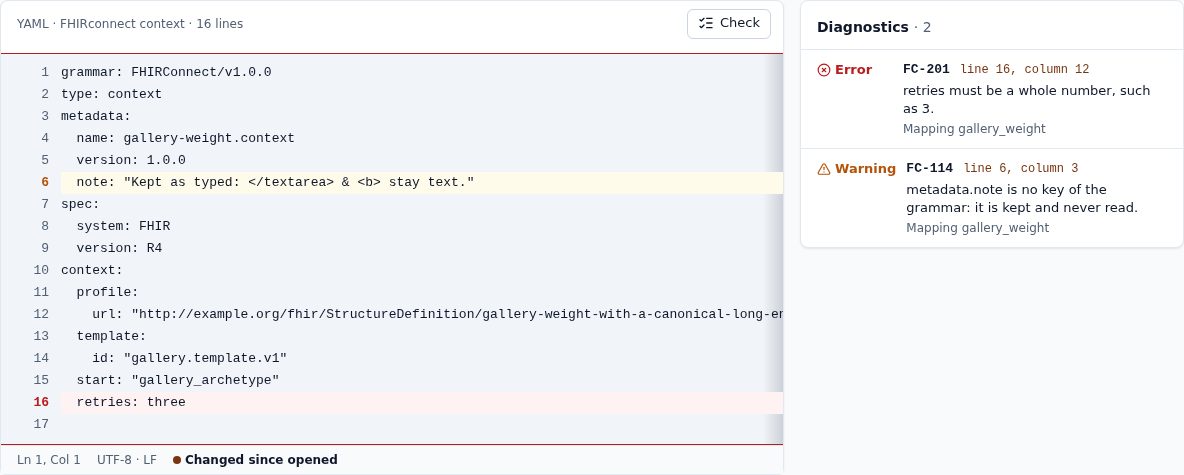 YAML · FHIRconnect context · 16 lines
Check
1 grammar: FHIRConnect/v1.0.0
2 type: context
3 metadata:
4 name: gallery-weight.context
5 version: 1.0.0
6 note: "Kept as typed: </textarea> & <b> stay text."
7 spec:
8 system: FHIR
9 version: R4
10 context:
11 profile:
12 url: "http://example.org/fhir/StructureDefinition/gallery-weight-with-a-canonical-long-
13 template:
14 id: "gallery.template.v1"
15 start: "gallery_archetype"
16 retries: three
17
Ln 1, Col 1 UTF-8 · LF Changed since opened
Diagnostics · 2
Error FC-201 line 16, column 12
retries must be a whole number, such
as 3.
Mapping gallery_weight
Warning FC-114 line 6, column 3
metadata.note is no key of the
grammar: it is kept and never read.
Mapping gallery_weight